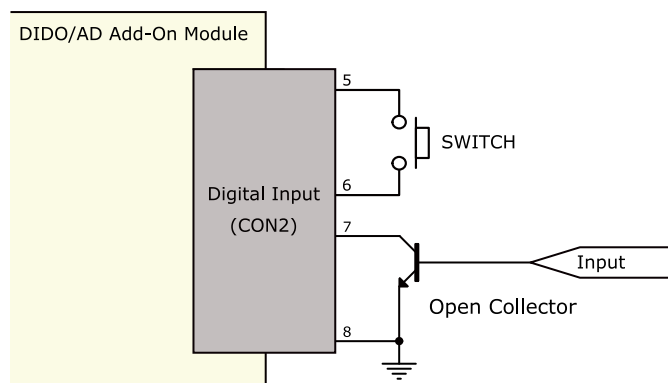 DIDO/AD Add-On Module
5
SWITCH
6
Digital Input
(CON2)
7
Input
Open Collector
8